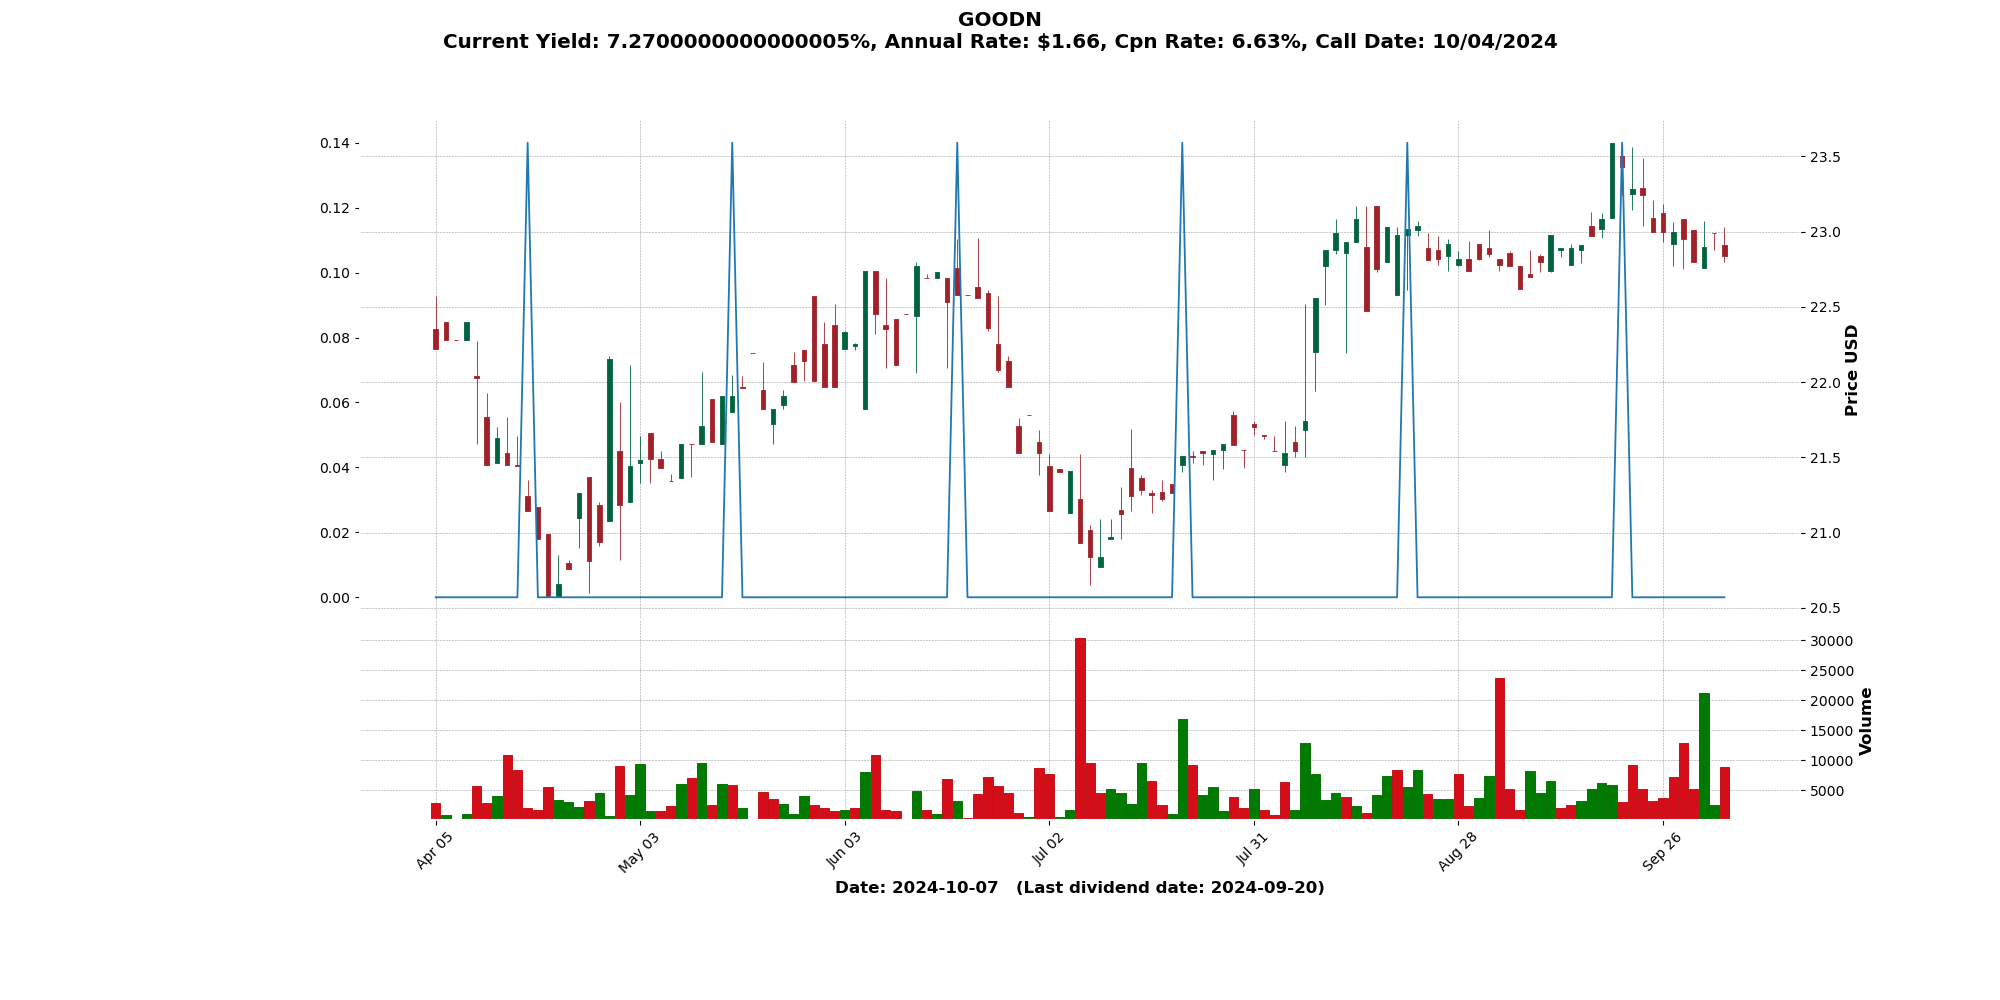 GOODN
Current Yield: 7.2700000000000005%, Annual Rate: $1.66, Cpn Rate: 6.63%, Call Date: 10/04/2024
0.14
0.12
0.10
0.08
0.06
0.04
0.02
0.00
23.5
23.0
22.5
22.0
21.5
21.0
20.5
Price USD
30000
25000
20000
15000
10000
5000
Volume
Apr 05
May 03
Jun 03
Jul 02
Jul 31
Aug 28
Sep 26
Date: 2024-10-07 (Last dividend date: 2024-09-20)